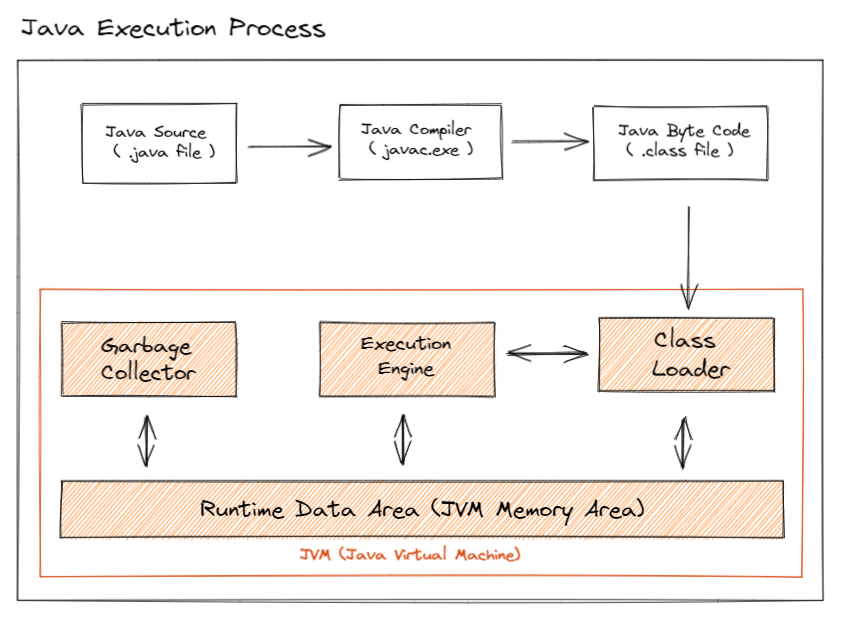 Java Execution Process
Java Source
( .java file )
Java Compiler
( javac.exe )
Java Byte Code
( .class file )
Garbage
Collector
Execution
Engine
Class
Loader
Runtime Data Area (JVM Memory Area)
JVM (Java Virtual Machine)